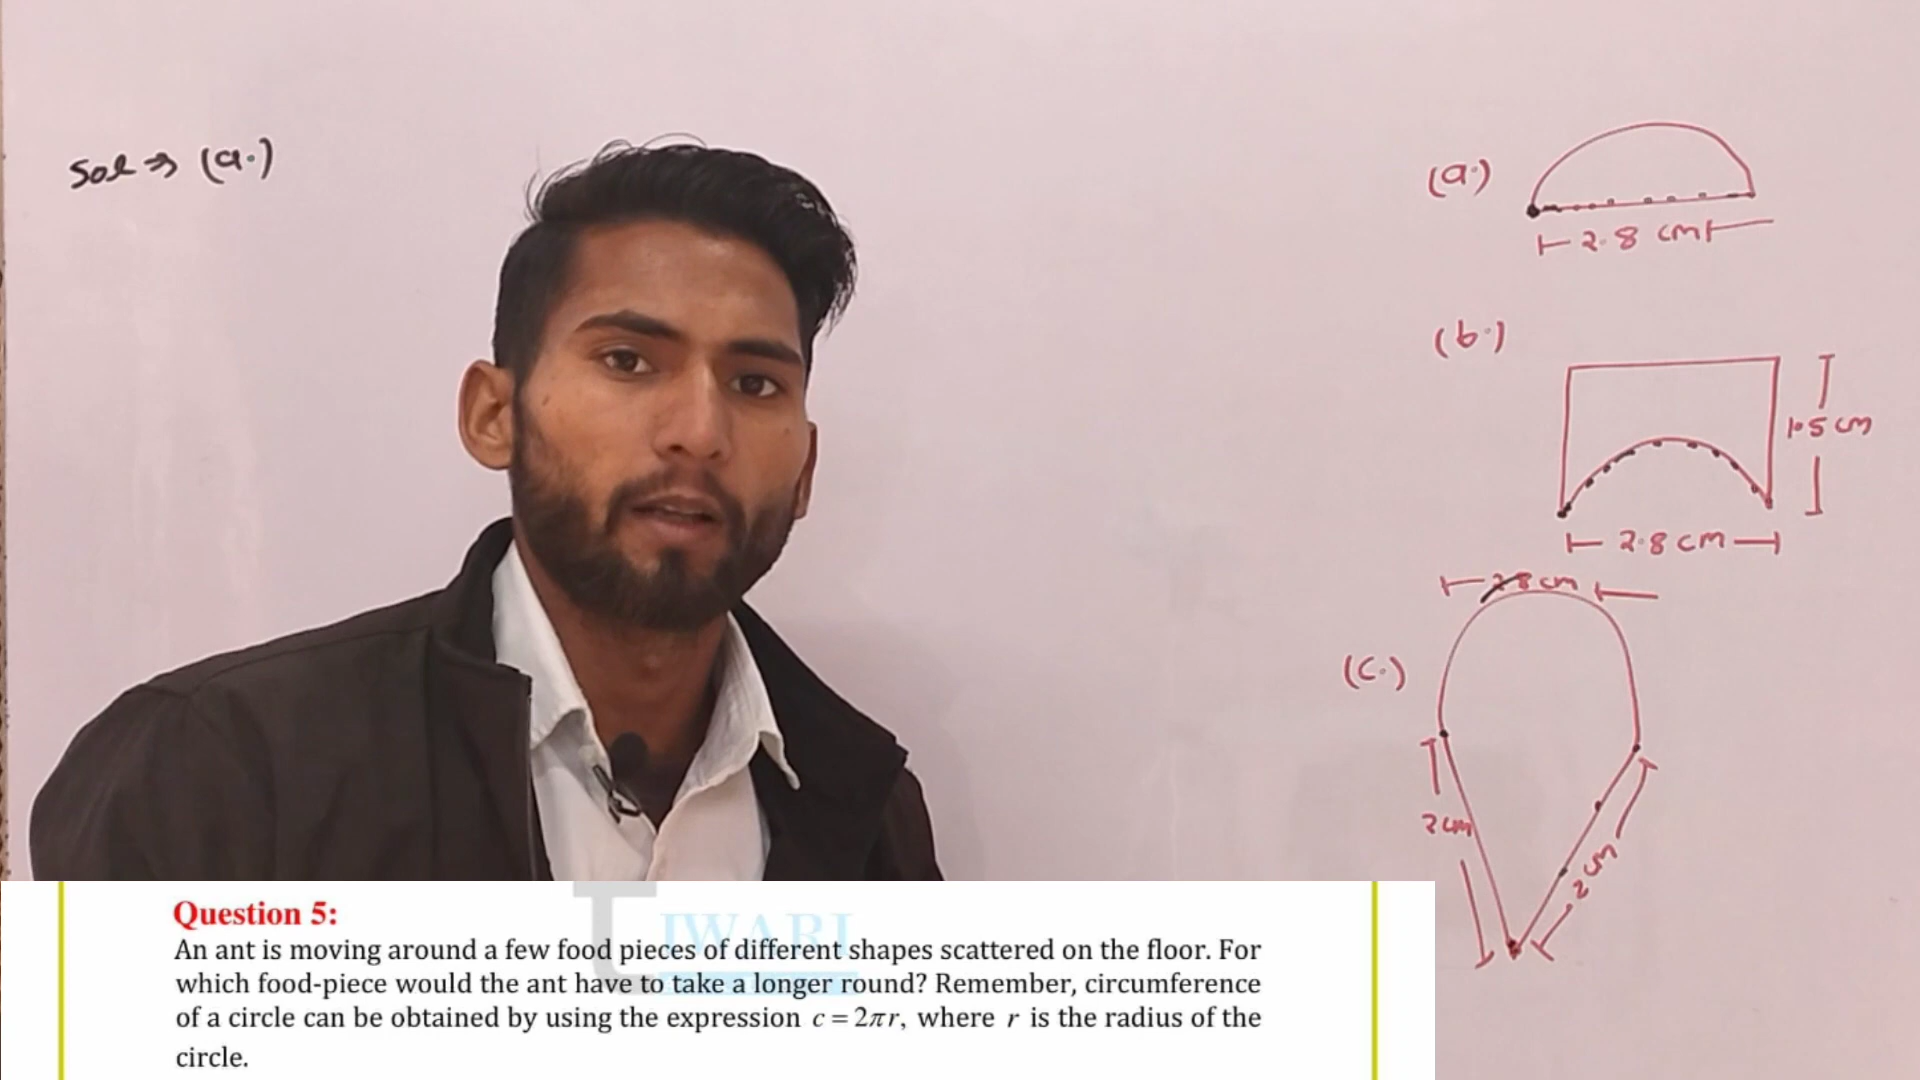 Sol ⇒ (a.)
(a.)
2.8 cm
(b.)
1.5 cm
2.8 cm
2.8 cm
(c.)
2 cm
2 cm
IWARI
Question 5:
An ant is moving around a few food pieces of different shapes scattered on the floor. For
which food-piece would the ant have to take a longer round? Remember, circumference
of a circle can be obtained by using the expression c = 2πr, where r is the radius of the
circle.